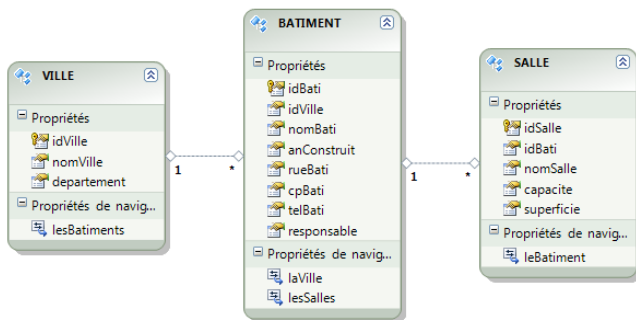 VILLE
Propriétés
idVille
nomVille
departement
Propriétés de navig...
lesBatiments
1
*
BATIMENT
Propriétés
idBati
idVille
nomBati
anConstruit
rueBati
cpBati
telBati
responsable
Propriétés de navig...
laVille
lesSalles
1
*
SALLE
Propriétés
idSalle
idBati
nomSalle
capacite
superficie
Propriétés de navig...
leBatiment